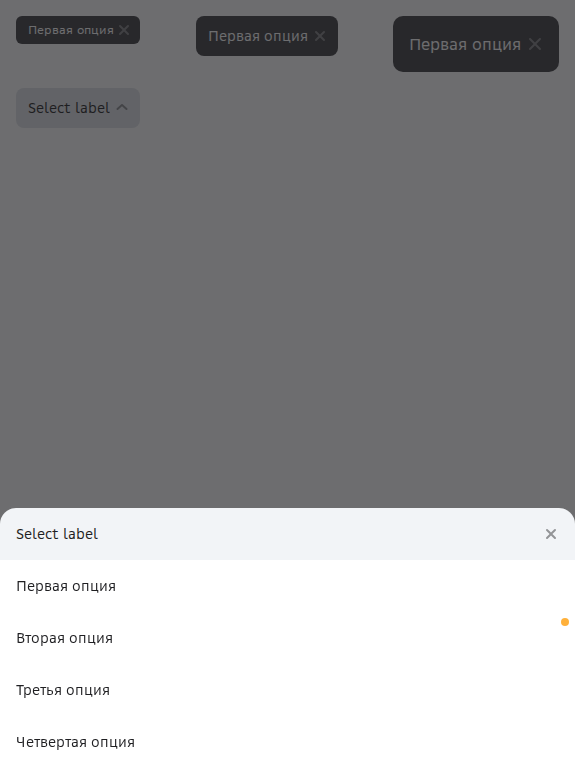 Первая опция
Первая опция
Первая опция
Select label
Select label
Первая опция
Вторая опция
Третья опция
Четвертая опция